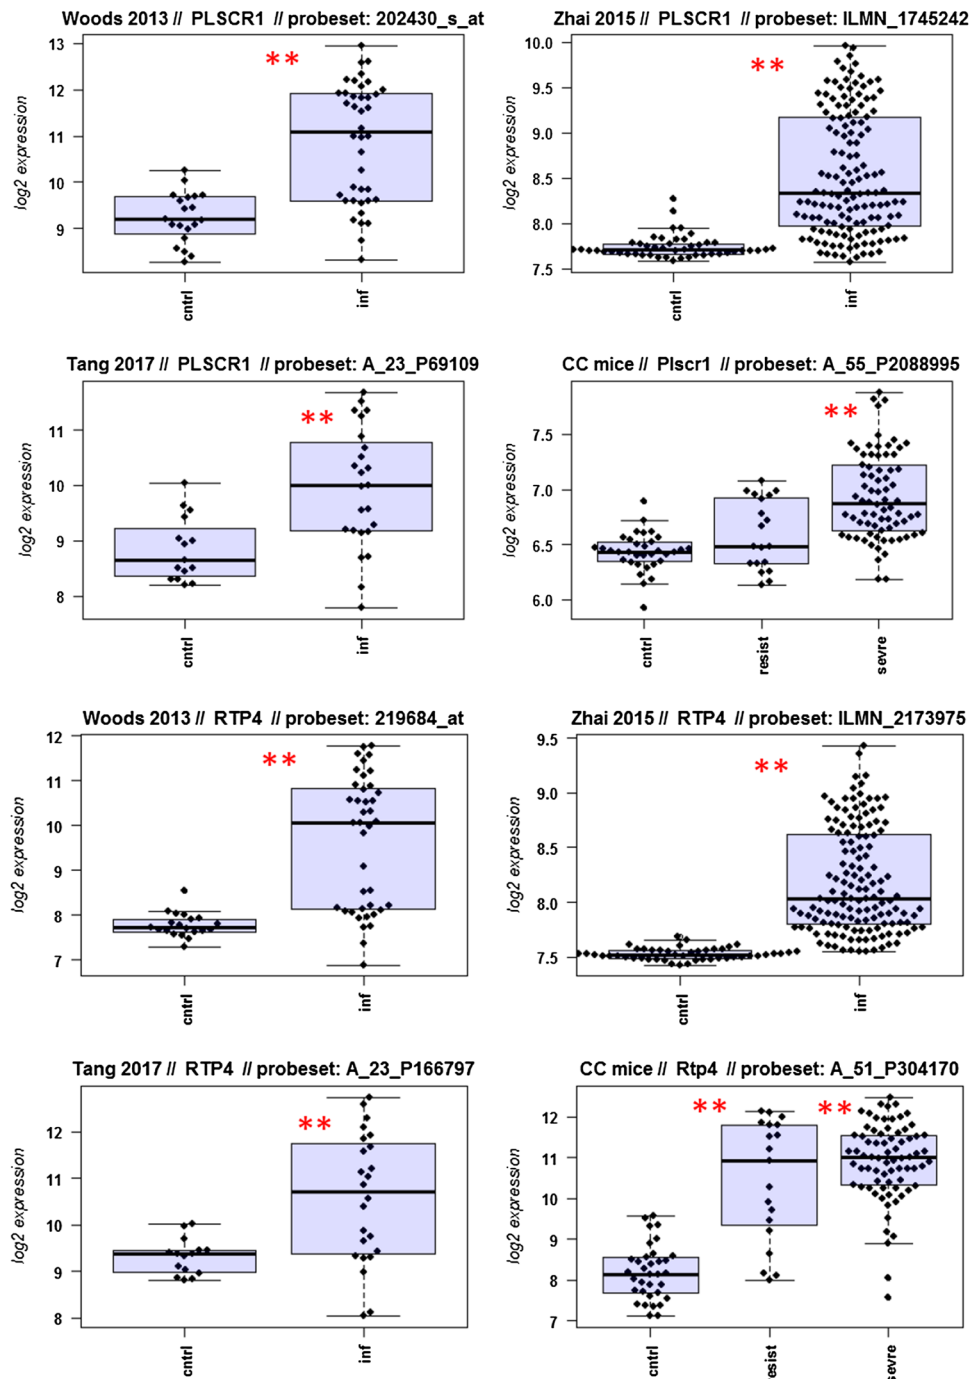 Woods 2013 // PLSCR1 // probeset: 202430_s_at
log2 expression
13
12
11
10
9
**
cntrl
inf
Zhai 2015 // PLSCR1 // probeset: ILMN_1745242
log2 expression
10.0
9.5
9.0
8.5
8.0
7.5
**
cntrl
inf
Tang 2017 // PLSCR1 // probeset: A_23_P69109
log2 expression
11
10
9
8
**
cntrl
inf
CC mice // Plscr1 // probeset: A_55_P2088995
log2 expression
7.5
7.0
6.5
6.0
**
cntrl
resist
sevre
Woods 2013 // RTP4 // probeset: 219684_at
log2 expression
12
11
10
9
8
7
**
cntrl
inf
Zhai 2015 // RTP4 // probeset: ILMN_2173975
log2 expression
9.5
9.0
8.5
8.0
7.5
**
cntrl
inf
Tang 2017 // RTP4 // probeset: A_23_P166797
log2 expression
12
11
10
9
8
**
cntrl
inf
CC mice // Rtp4 // probeset: A_51_P304170
log2 expression
12
11
10
9
8
7
**
**
cntrl
resist
sevre